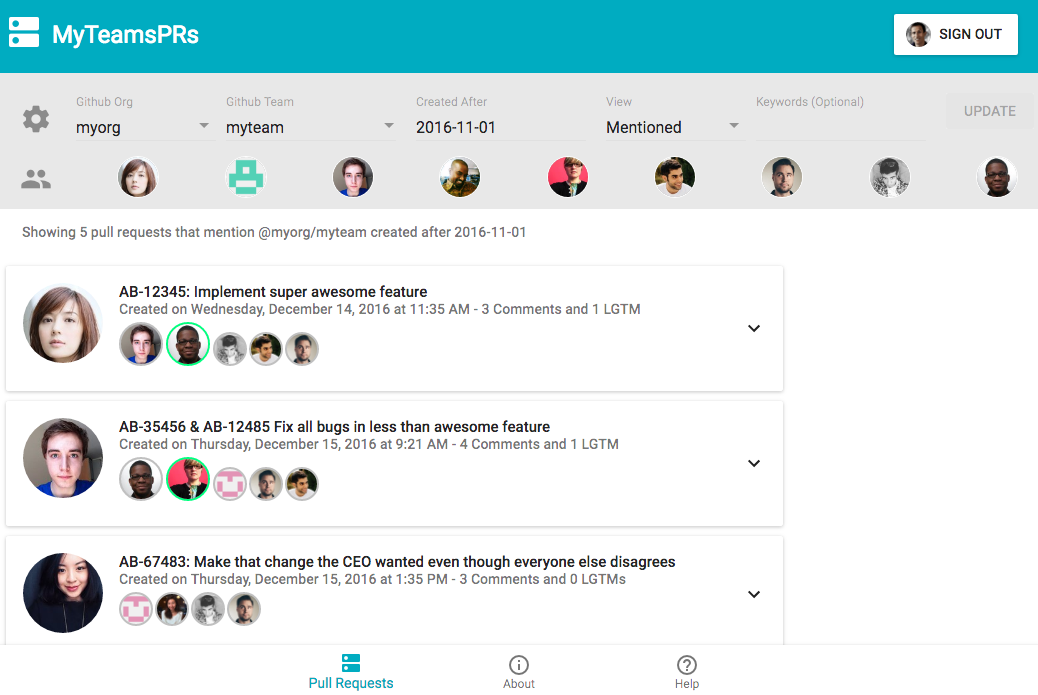 MyTeamsPRs
SIGN OUT
Github Org
Github Team
Created After
View
Keywords (Optional)
myorg
myteam
2016-11-01
Mentioned
UPDATE
Showing 5 pull requests that mention @myorg/myteam created after 2016-11-01
AB-12345: Implement super awesome feature
Created on Wednesday, December 14, 2016 at 11:35 AM - 3 Comments and 1 LGTM
AB-35456 & AB-12485 Fix all bugs in less than awesome feature
Created on Thursday, December 15, 2016 at 9:21 AM - 4 Comments and 1 LGTM
AB-67483: Make that change the CEO wanted even though everyone else disagrees
Created on Thursday, December 15, 2016 at 1:35 PM - 3 Comments and 0 LGTMs
Pull Requests
About
Help